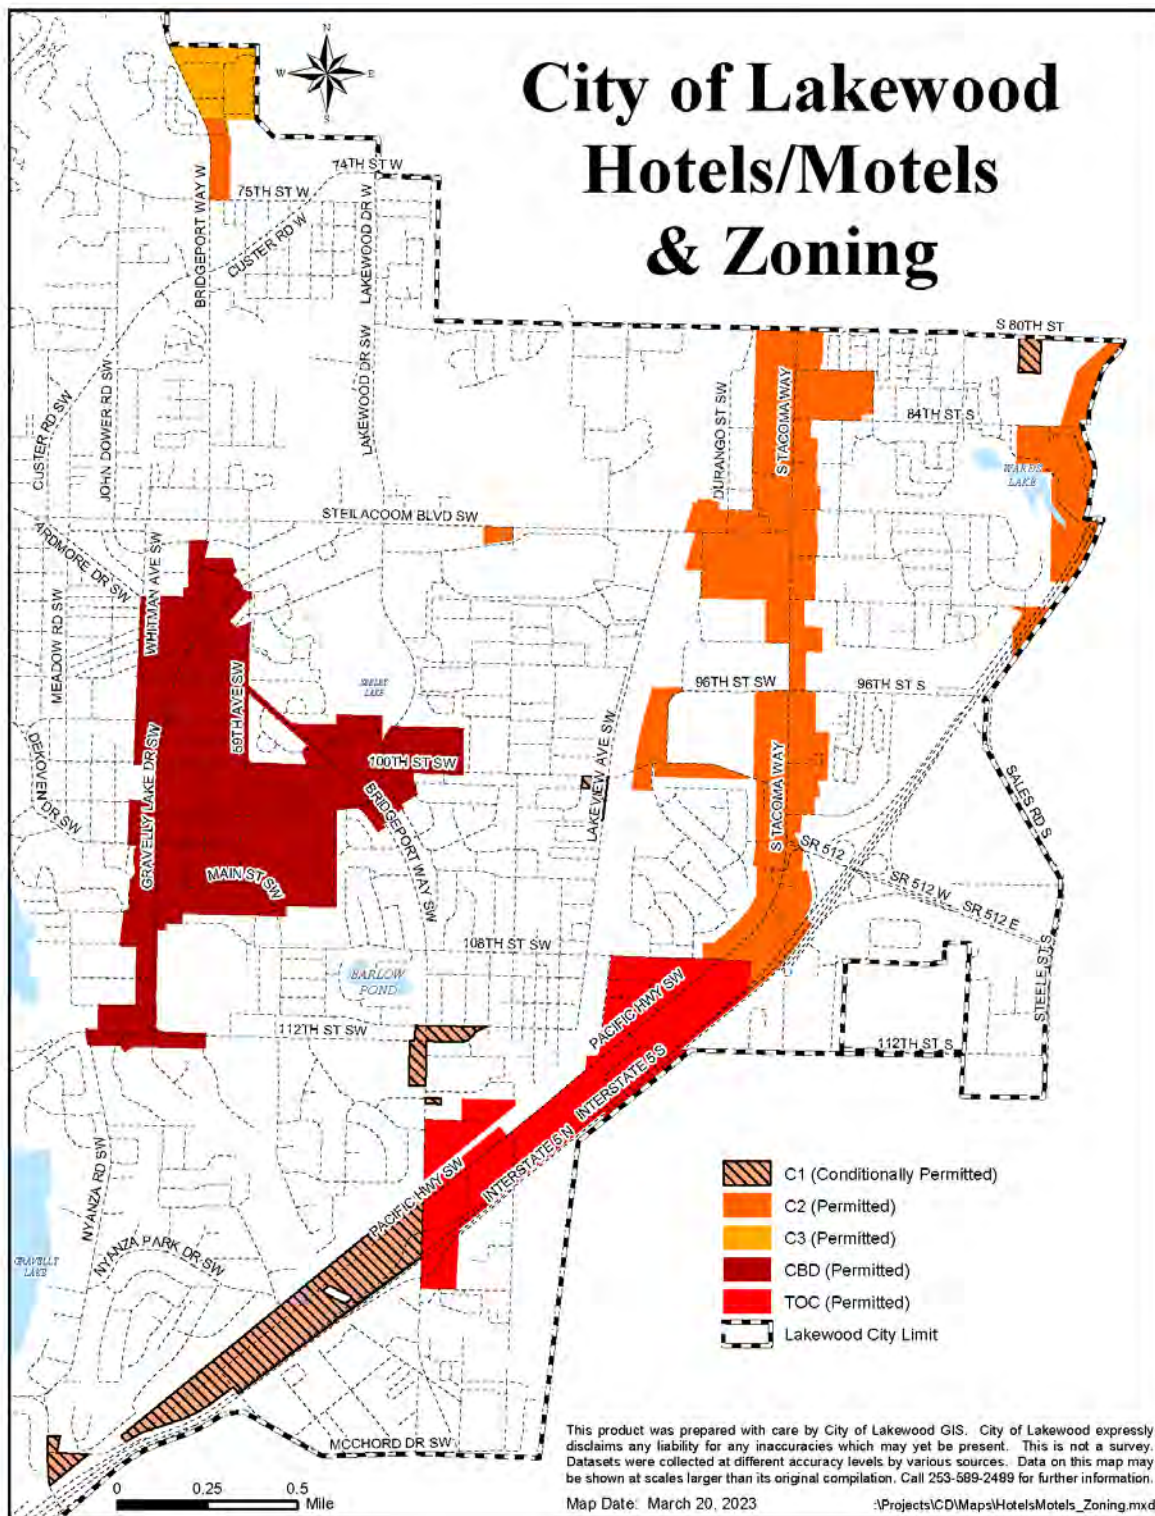 City of Lakewood
Hotels/Motels
& Zoning
N
W
E
S
74TH ST W
75TH ST W
BRIDGEPORT WAY W
CUSTER RD W
LAKEWOOD DR W
S 80TH ST
LAKEWOOD DR SW
JOHN DOWER RD SW
CUSTER RD SW
DURANGO ST SW
S TACOMA WAY
84TH ST S
WARDS
LAKE
STEILACOOM BLVD SW
ARDMORE DR SW
WHITMAN AVE SW
MEADOW RD SW
59TH AVE SW
SEELEY
LAKE
96TH ST SW
96TH ST S
LAKEVIEW AVE SW
DEKOVEN
DR SW
GRAVELLY LAKE DR SW
100TH ST SW
BRIDGEPORT WAY SW
S TACOMA WAY
SALES RD S
MAIN ST SW
SR 512
SR 512 W
SR 512 E
108TH ST SW
BARLOW
POND
STEELE ST S
PACIFIC HWY SW
112TH ST SW
112TH ST S
INTERSTATE 5 S
INTERSTATE 5 N
PACIFIC HWY SW
NYANZA RD SW
NYANZA PARK DR SW
GRAVELLY
LAKE
MCCHORD DR SW
C1 (Conditionally Permitted)
C2 (Permitted)
C3 (Permitted)
CBD (Permitted)
TOC (Permitted)
Lakewood City Limit
This product was prepared with care by City of Lakewood GIS. City of Lakewood expressly
disclaims any liability for any inaccuracies which may yet be present. This is not a survey.
Datasets were collected at different accuracy levels by various sources. Data on this map may
be shown at scales larger than its original compilation. Call 253-589-2489 for further information.
0 0.25 0.5
Mile
Map Date: March 20, 2023
:\Projects\CD\Maps\HotelsMotels_Zoning.mxd